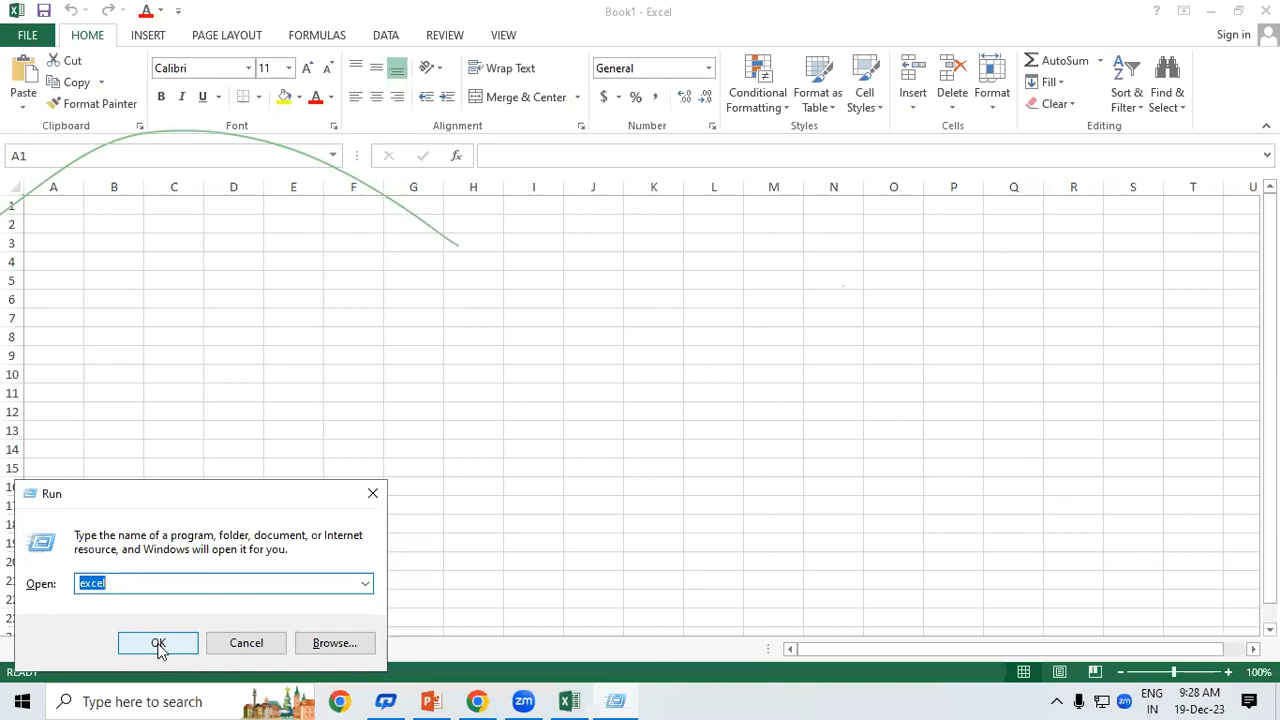 Book1 - Excel
FILE HOME INSERT PAGE LAYOUT FORMULAS DATA REVIEW VIEW Sign in
Paste Cut Copy Format Painter Clipboard
Calibri 11 B I U A Font
Wrap Text Merge & Center Alignment
General $ % , Number
Conditional Formatting Format as Table Cell Styles Styles
Insert Delete Format Cells
AutoSum Fill Clear Sort & Filter Find & Select Editing
A1 fx
A B C D E F G H I J K L M N O P Q R S T U
1
2
3
4
5
6
7
8
9
10
11
12
13
14
15
Run
Type the name of a program, folder, document, or Internet
resource, and Windows will open it for you.
Open: excel
OK Cancel Browse...
READY 100%
Type here to search zm zm ENG IN 9:28 AM 19-Dec-23